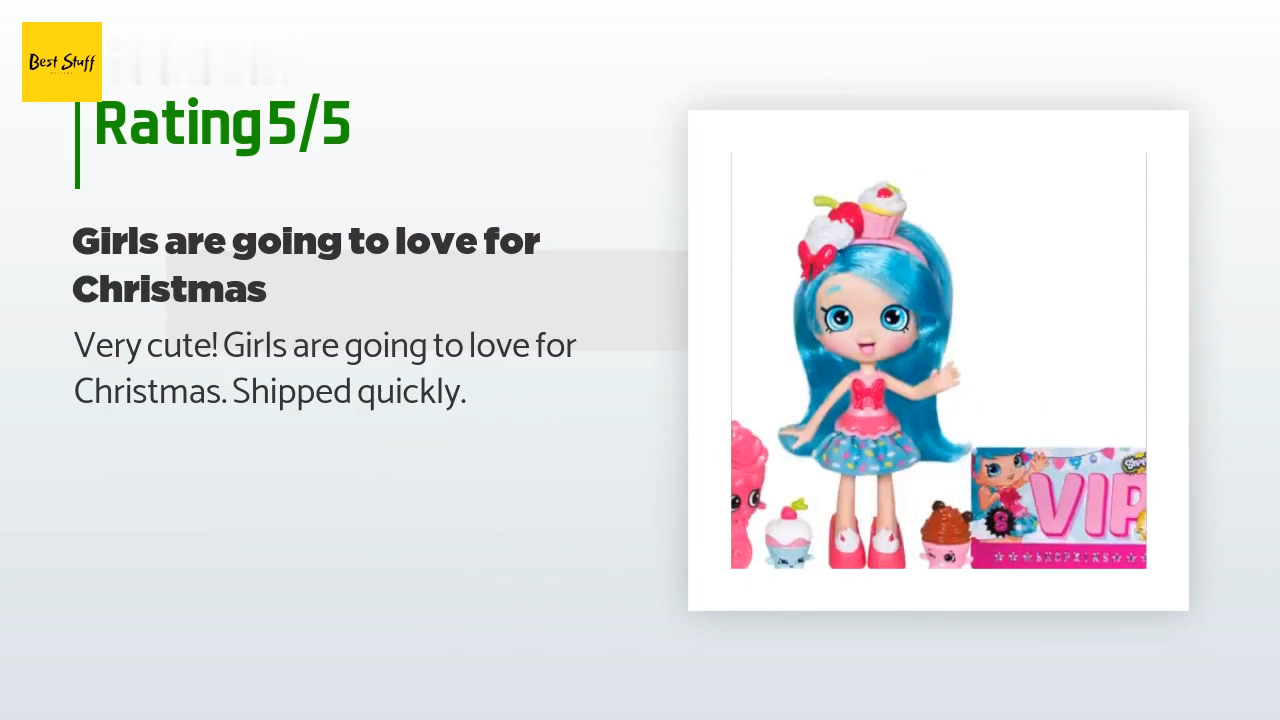 Best Stuff
Rating 5/5
Girls are going to love for
Christmas
Very cute! Girls are going to love for
Christmas. Shipped quickly.
VIP
SHOPKINS